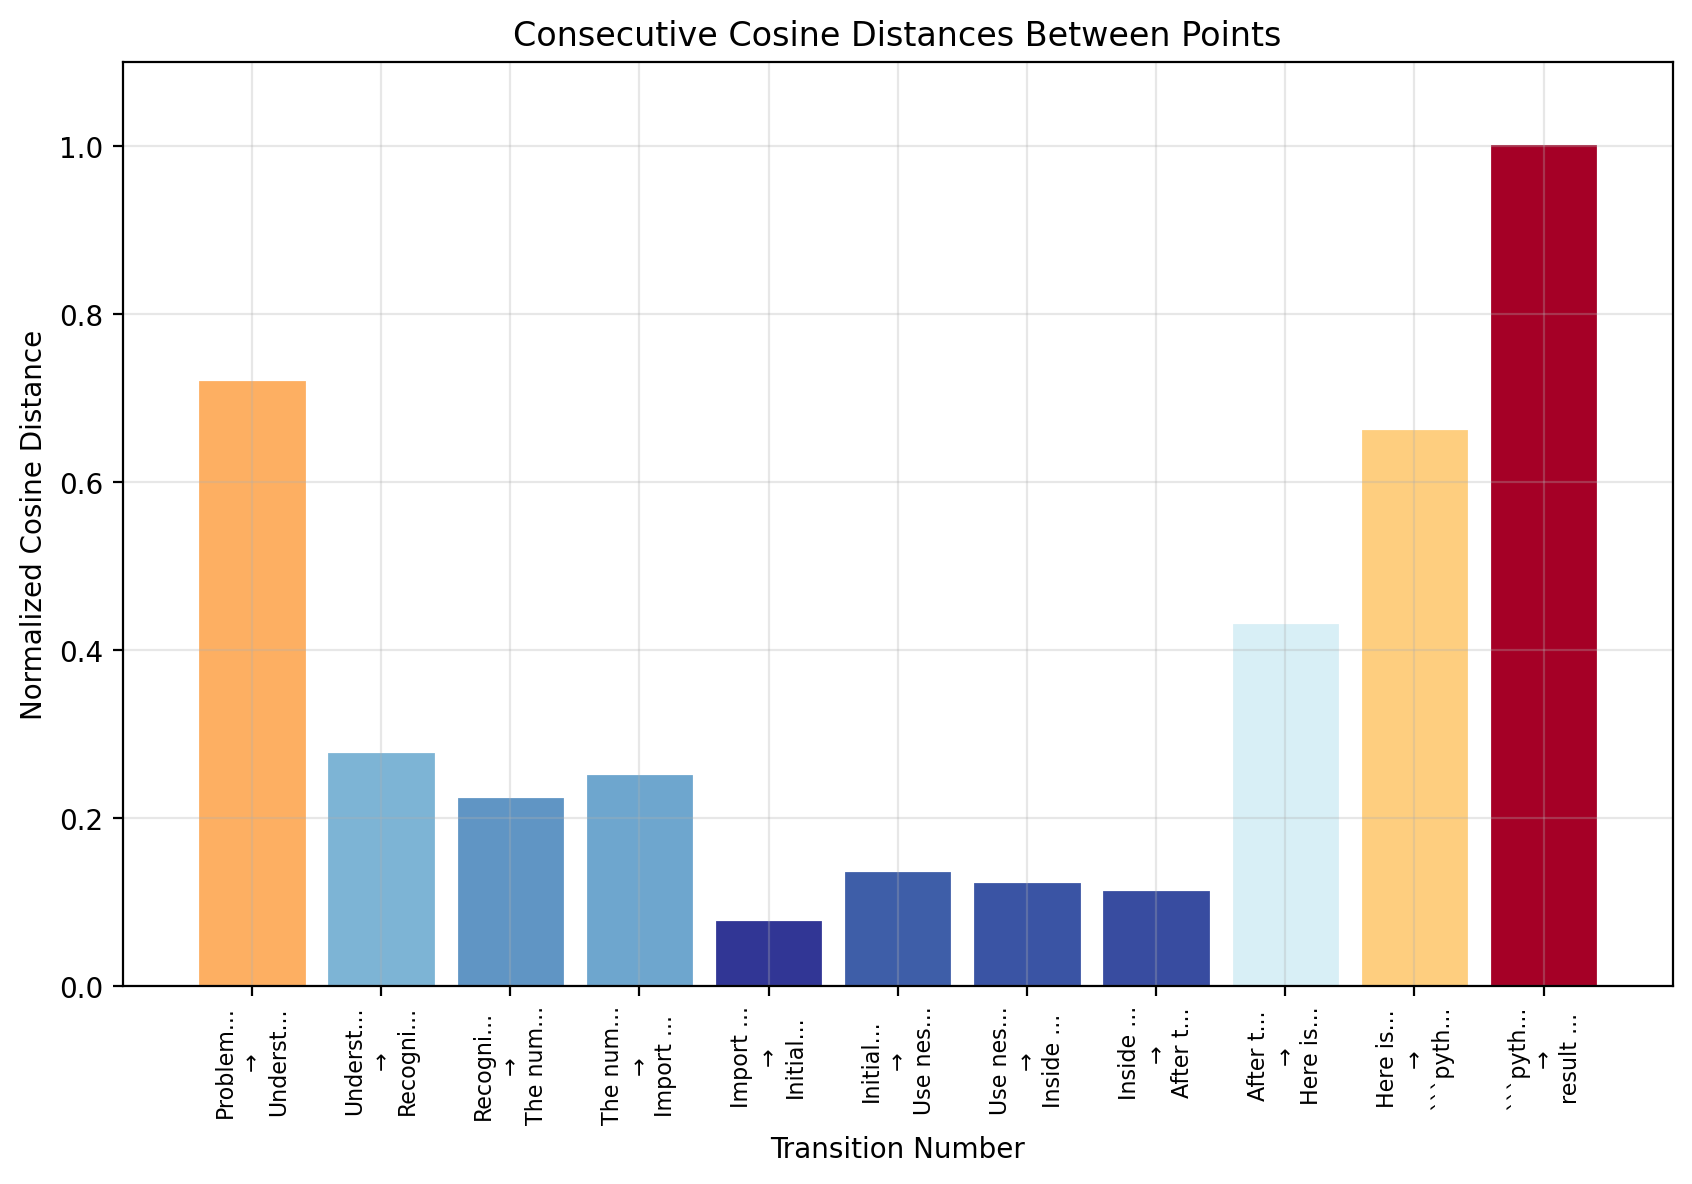 Consecutive Cosine Distances Between Points
Normalized Cosine Distance
1.0
0.8
0.6
0.4
0.2
0.0
Problem...
→
Underst...
Underst...
→
Recogni...
Recogni...
→
The num...
The num...
→
Import ...
Import ...
→
Initial...
Initial...
→
Use nes...
Use nes...
→
Inside ...
Inside ...
→
After t...
After t...
→
Here is...
Here is...
→
```pyth...
```pyth...
→
result ...
Transition Number